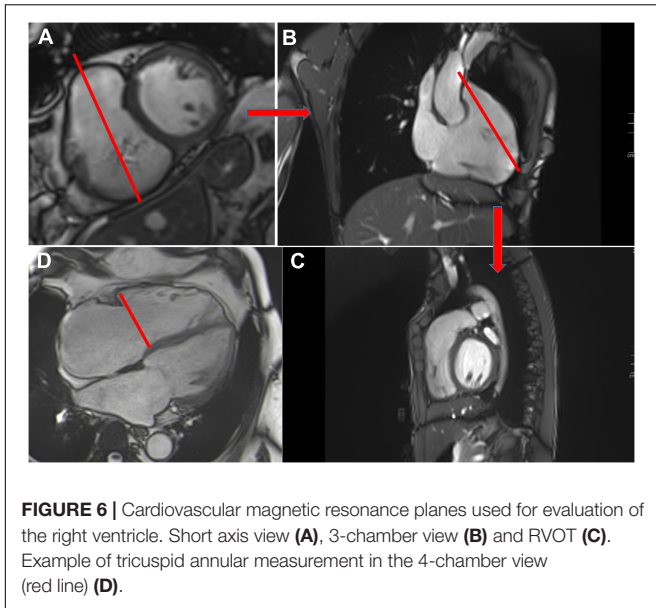 A
B
D
C
FIGURE 6 | Cardiovascular magnetic resonance planes used for evaluation of
the right ventricle. Short axis view (A), 3-chamber view (B) and RVOT (C).
Example of tricuspid annular measurement in the 4-chamber view
(red line) (D).